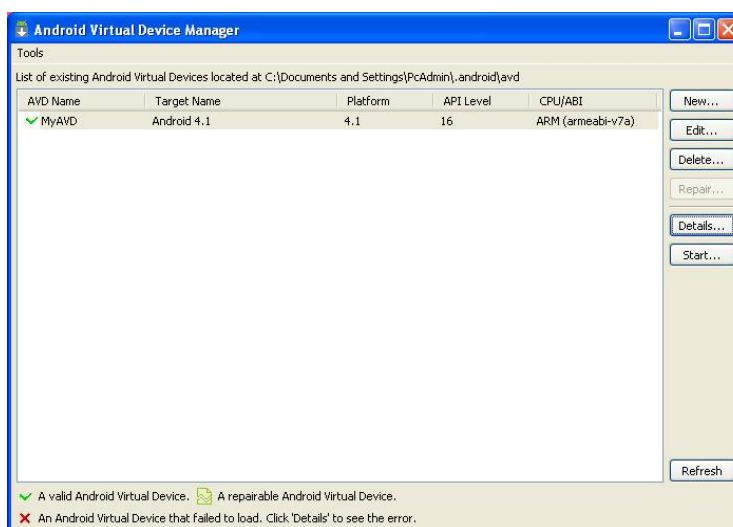 Android Virtual Device Manager
Tools
List of existing Android Virtual Devices located at C:\Documents and Settings\PcAdmin\.android\avd
AVD Name Target Name Platform API Level CPU/ABI
MyAVD Android 4.1 4.1 16 ARM (armeabi-v7a)
New...
Edit...
Delete...
Repair...
Details...
Start...
Refresh
A valid Android Virtual Device. A repairable Android Virtual Device.
An Android Virtual Device that failed to load. Click 'Details' to see the error.